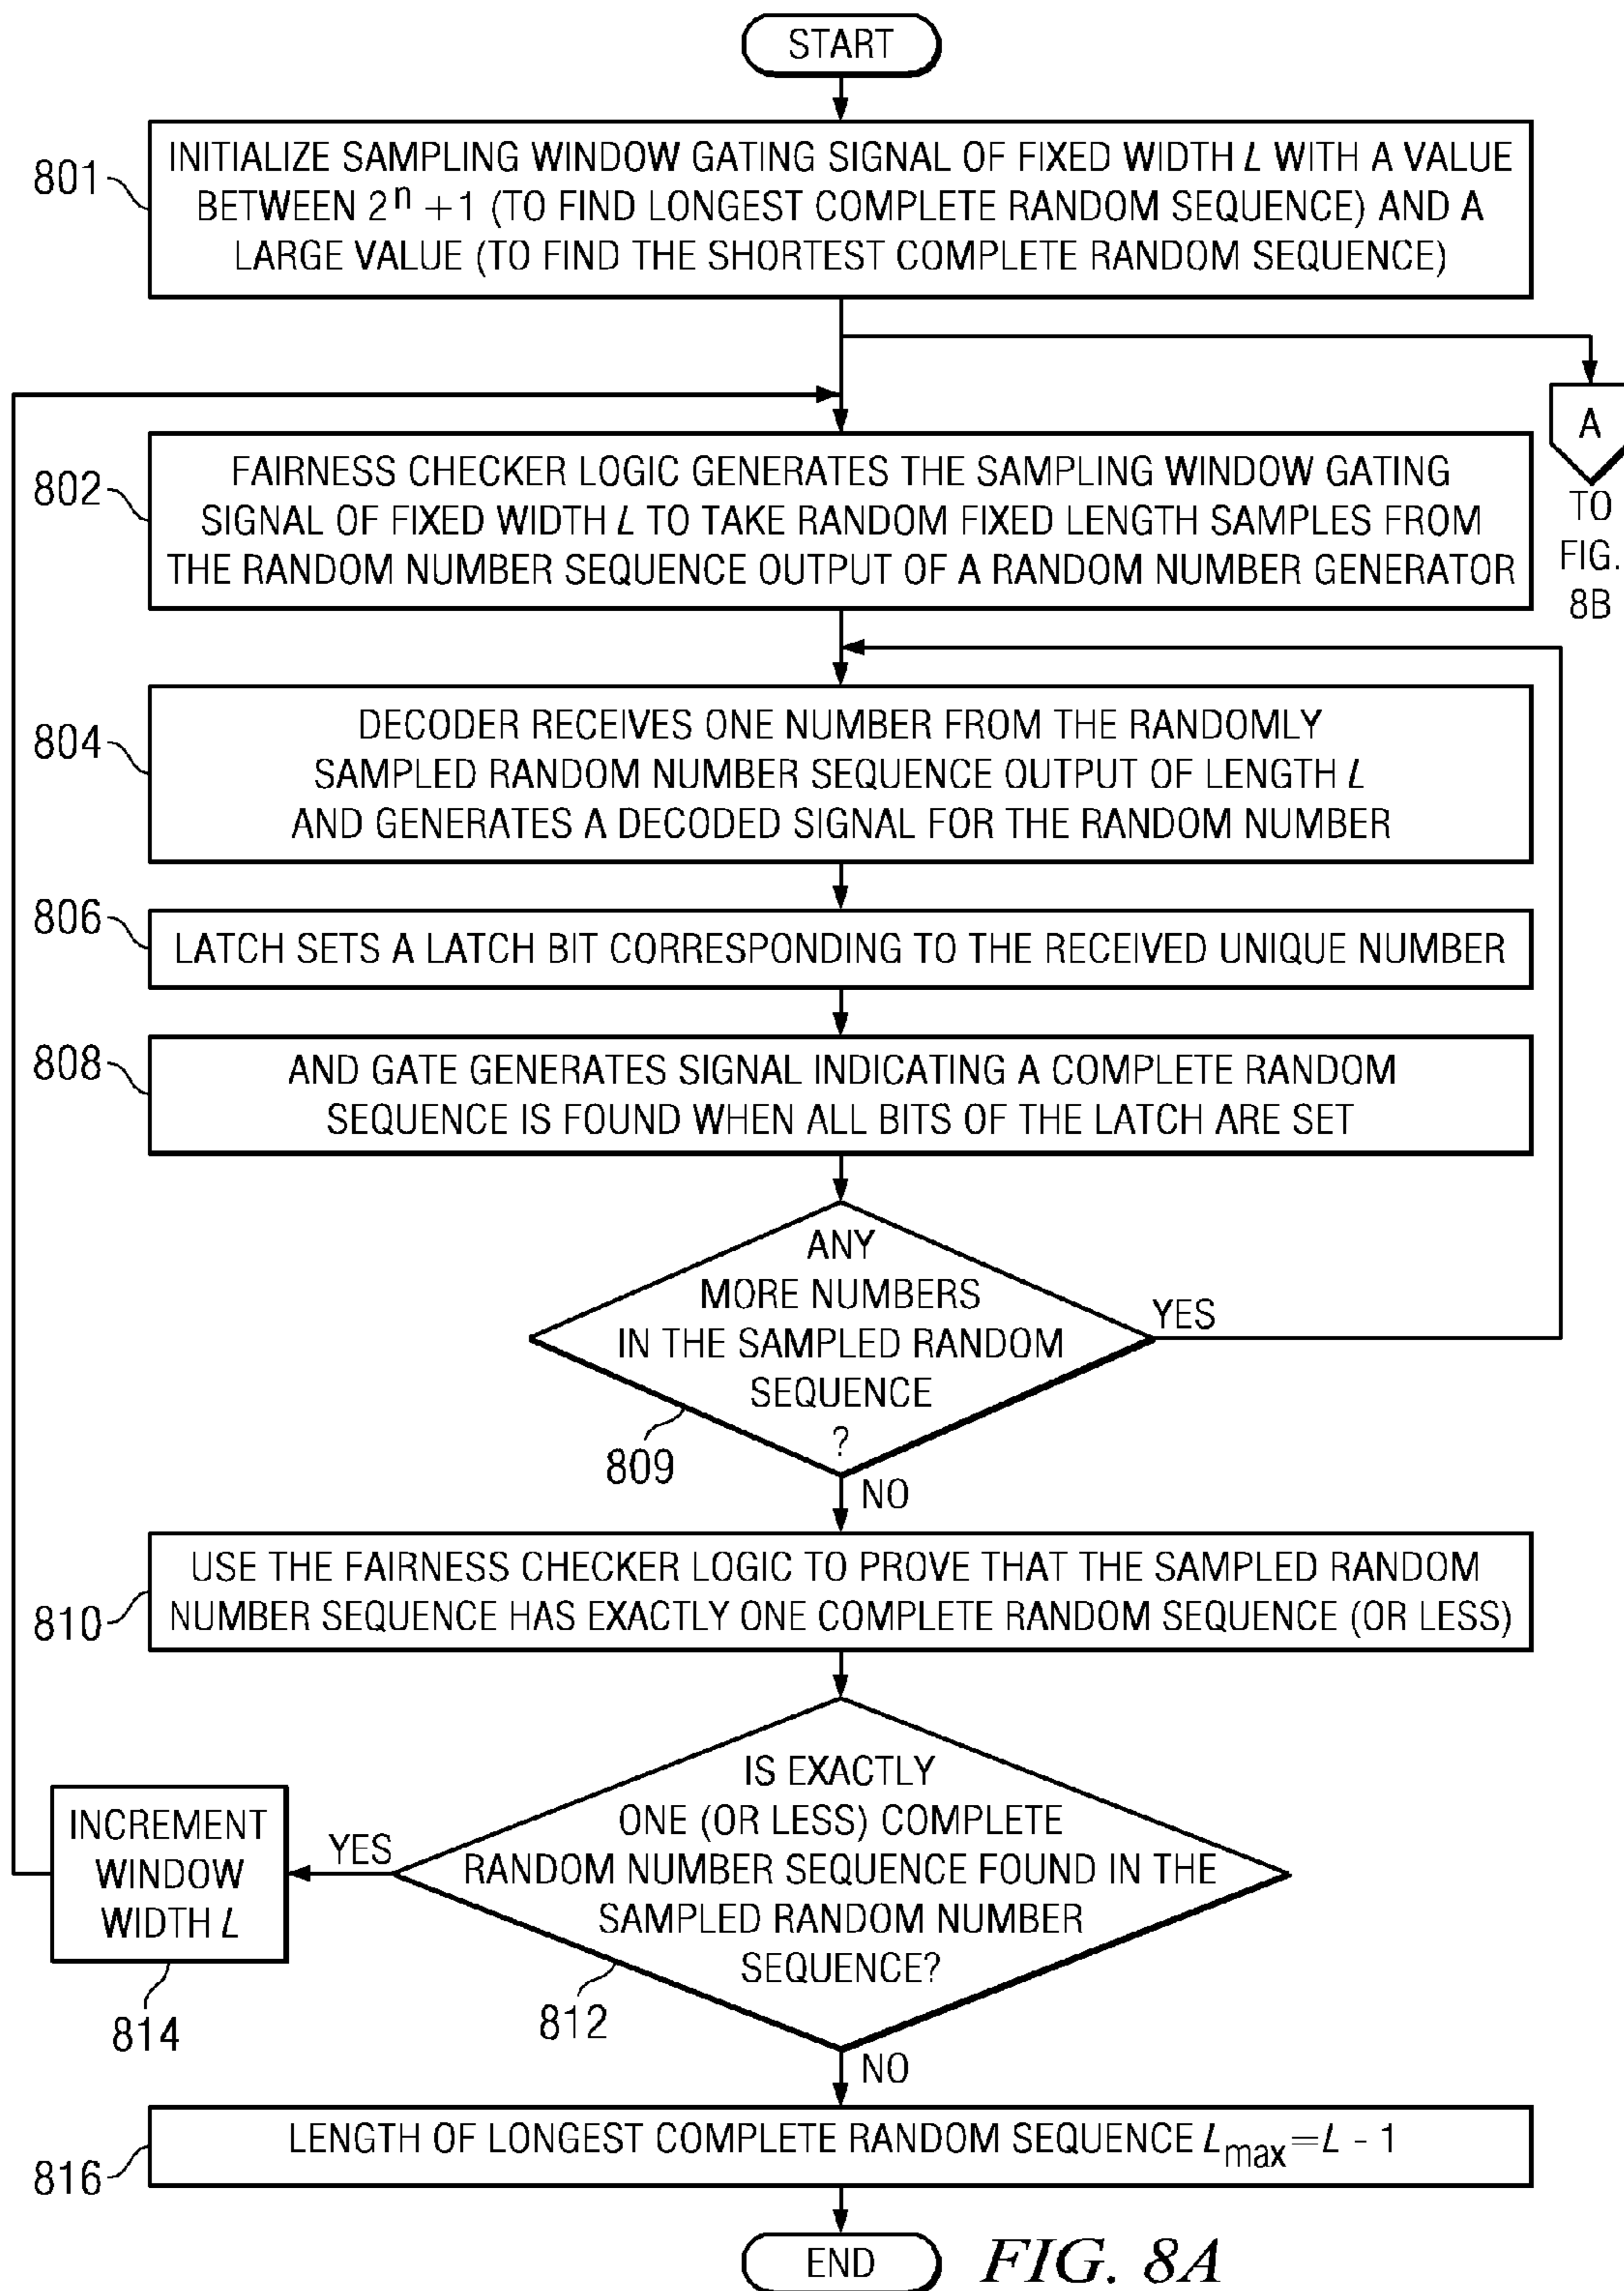 START
801
INITIALIZE SAMPLING WINDOW GATING SIGNAL OF FIXED WIDTH L WITH A VALUE
BETWEEN 2ⁿ +1 (TO FIND LONGEST COMPLETE RANDOM SEQUENCE) AND A
LARGE VALUE (TO FIND THE SHORTEST COMPLETE RANDOM SEQUENCE)
A
TO
FIG.
8B
802
FAIRNESS CHECKER LOGIC GENERATES THE SAMPLING WINDOW GATING
SIGNAL OF FIXED WIDTH L TO TAKE RANDOM FIXED LENGTH SAMPLES FROM
THE RANDOM NUMBER SEQUENCE OUTPUT OF A RANDOM NUMBER GENERATOR
804
DECODER RECEIVES ONE NUMBER FROM THE RANDOMLY
SAMPLED RANDOM NUMBER SEQUENCE OUTPUT OF LENGTH L
AND GENERATES A DECODED SIGNAL FOR THE RANDOM NUMBER
806
LATCH SETS A LATCH BIT CORRESPONDING TO THE RECEIVED UNIQUE NUMBER
808
AND GATE GENERATES SIGNAL INDICATING A COMPLETE RANDOM
SEQUENCE IS FOUND WHEN ALL BITS OF THE LATCH ARE SET
ANY
MORE NUMBERS
IN THE SAMPLED RANDOM
SEQUENCE
?
YES
809
NO
810
USE THE FAIRNESS CHECKER LOGIC TO PROVE THAT THE SAMPLED RANDOM
NUMBER SEQUENCE HAS EXACTLY ONE COMPLETE RANDOM SEQUENCE (OR LESS)
IS EXACTLY
ONE (OR LESS) COMPLETE
RANDOM NUMBER SEQUENCE FOUND IN THE
SAMPLED RANDOM NUMBER
SEQUENCE?
YES
INCREMENT
WINDOW
WIDTH L
814
812
NO
816
LENGTH OF LONGEST COMPLETE RANDOM SEQUENCE Lmax=L - 1
END
FIG. 8A